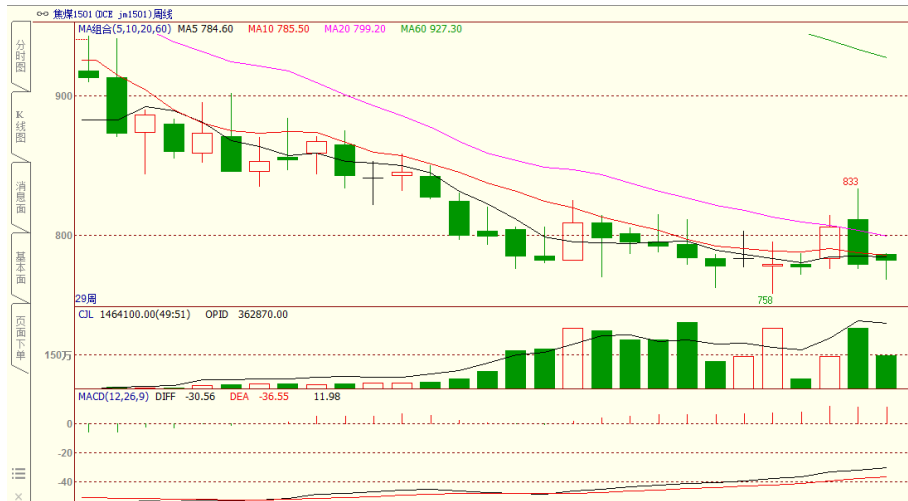 焦煤1501(DCE jm1501)周线
MA组合(5,10,20,60) MA5 784.60 MA10 785.50 MA20 799.20 MA60 927.30
分时图
K线图
消息面
基本面
页面下单
900
800
833
758
29周
CJL 1464100.00(49:51) OPID 362870.00
150万
MACD(12,26,9) DIFF -30.56 DEA -36.55 11.98
0
-20
-40